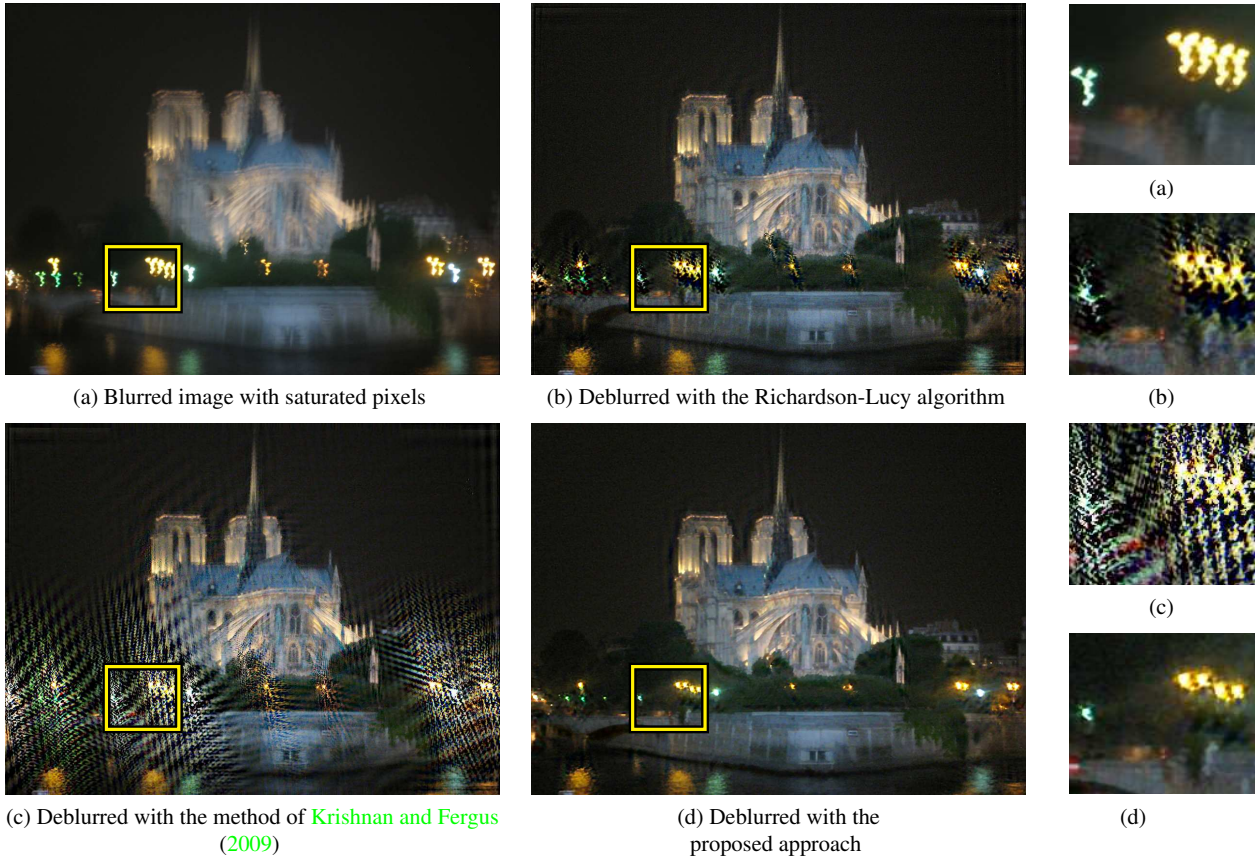 (a) Blurred image with saturated pixels
(b) Deblurred with the Richardson-Lucy algorithm
(a)
(b)
(c) Deblurred with the method of Krishnan and Fergus
(2009)
(d) Deblurred with the
proposed approach
(c)
(d)